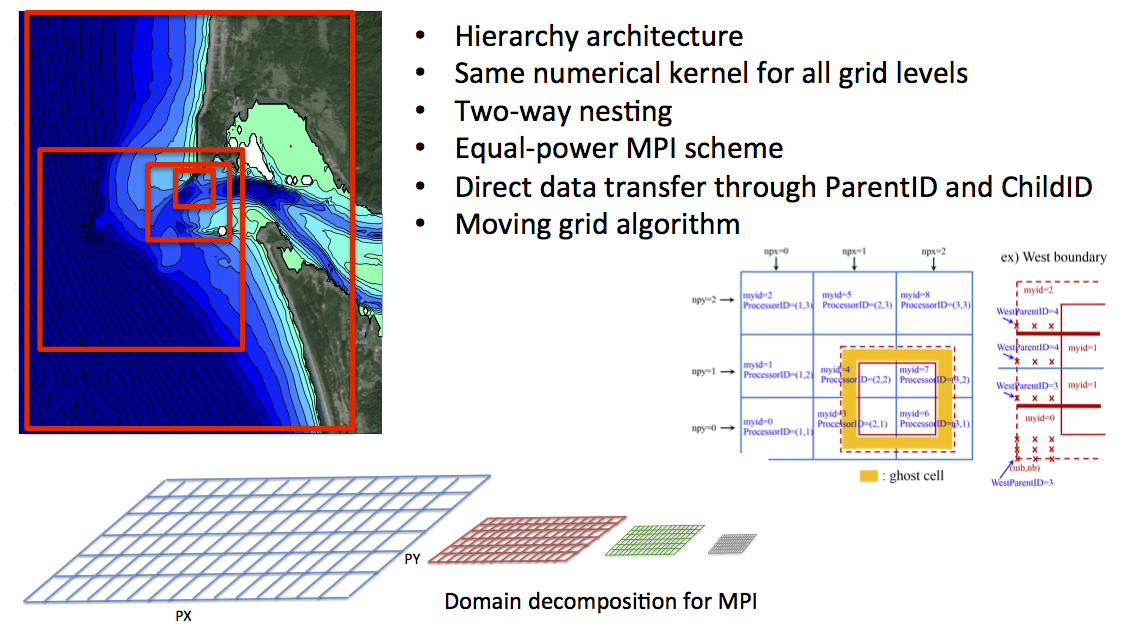 • Hierarchy architecture
• Same numerical kernel for all grid levels
• Two-way nesting
• Equal-power MPI scheme
• Direct data transfer through ParentID and ChildID
• Moving grid algorithm
npx=0
npx=1
npx=2
npy=2
myid=2
ProcessorID=(1,3)
myid=5
ProcessorID=(2,3)
myid=8
ProcessorID=(3,3)
npy=1
myid=1
ProcessorID=(1,2)
myid=4
ProcessorID=(2,2)
myid=7
ProcessorID=(3,2)
npy=0
myid=0
ProcessorID=(1,1)
myid=3
ProcessorID=(2,1)
myid=6
ProcessorID=(3,1)
: ghost cell
ex) West boundary
myid=2
WestParentID=4
WestParentID=4
myid=1
WestParentID=3
myid=1
myid=0
(mb,nb)
WestParentID=3
PY
PX
Domain decomposition for MPI